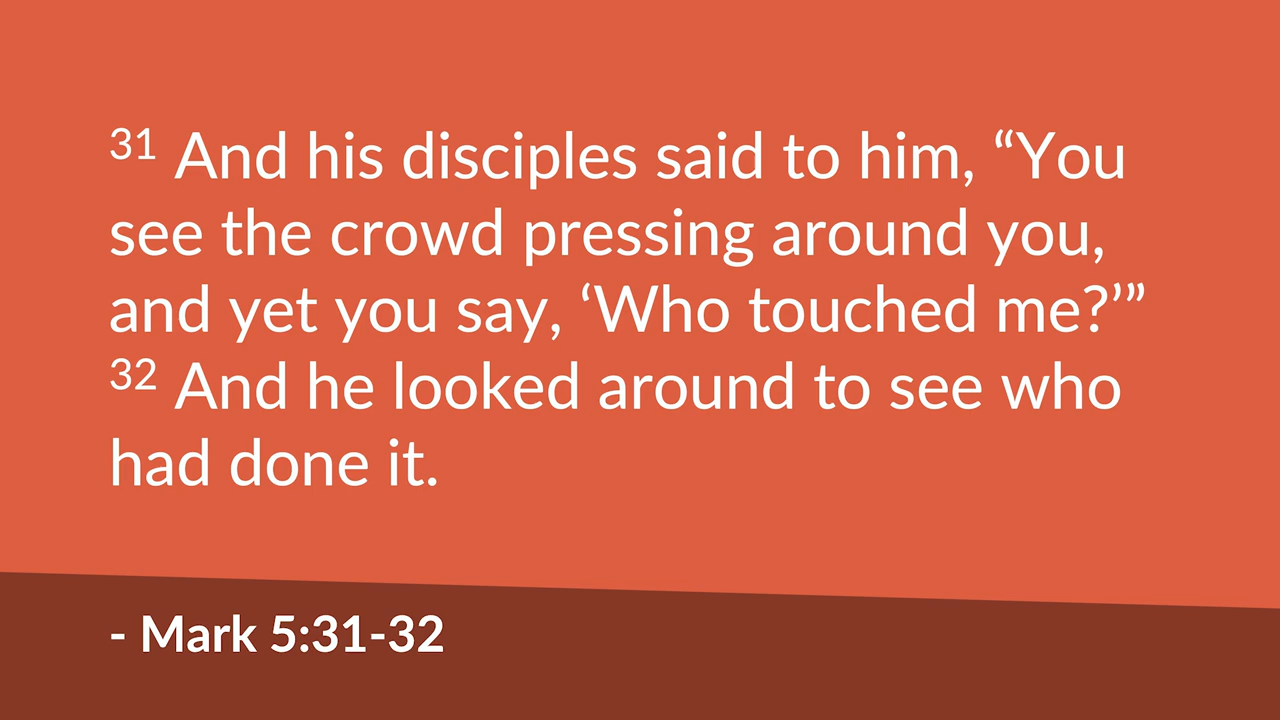 31 And his disciples said to him, “You
see the crowd pressing around you,
and yet you say, ‘Who touched me?’”
32 And he looked around to see who
had done it.
- Mark 5:31-32